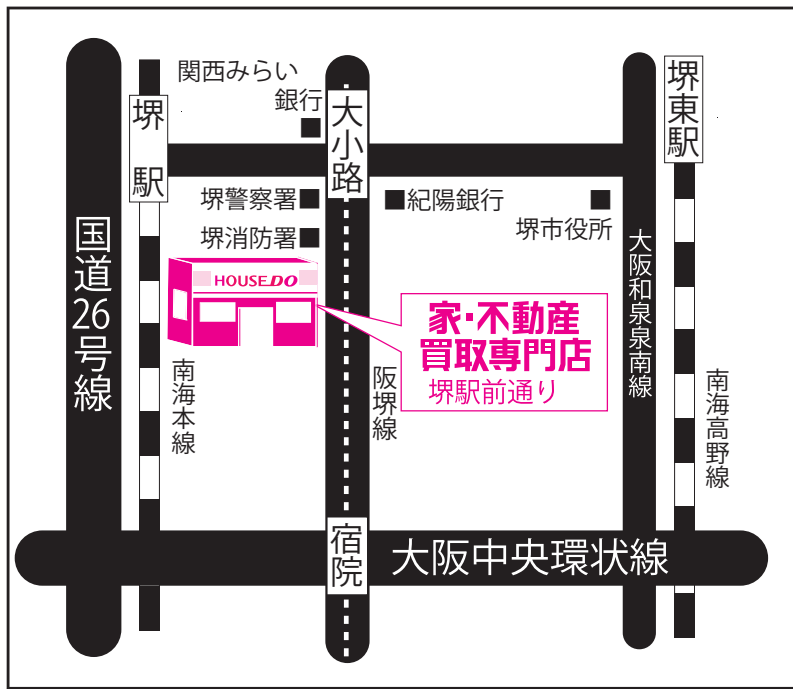 関西みらい
銀行
堺 駅
大小路
堺東駅
堺警察署
紀陽銀行
堺消防署
堺市役所
国道26号線
HOUSEDO
家・不動産
買取専門店
堺駅前通り
大阪和泉泉南線
南海本線
阪堺線
南海高野線
宿院
大阪中央環状線